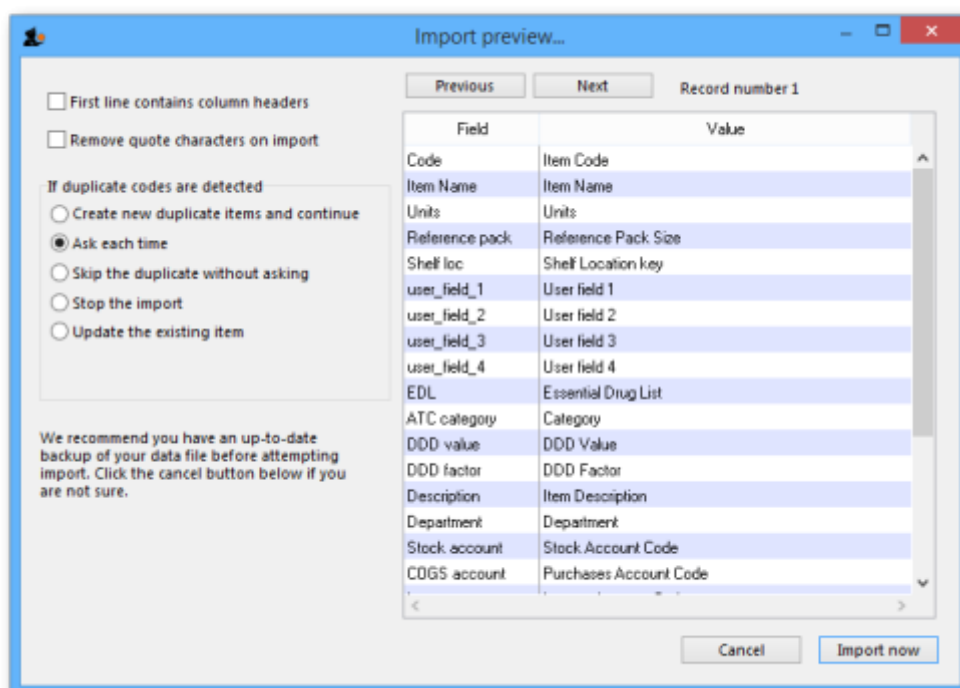 Import preview...
First line contains column headers
Remove quote characters on import
If duplicate codes are detected
Create new duplicate items and continue
Ask each time
Skip the duplicate without asking
Stop the import
Update the existing item
We recommend you have an up-to-date
backup of your data file before attempting
import. Click the cancel button below if you
are not sure.
Previous Next Record number 1
Field Value
Code Item Code
Item Name Item Name
Units Units
Reference pack Reference Pack Size
Shelf loc Shelf Location key
user_field_1 User field 1
user_field_2 User field 2
user_field_3 User field 3
user_field_4 User field 4
EDL Essential Drug List
ATC category Category
DDD value DDD Value
DDD factor DDD Factor
Description Item Description
Department Department
Stock account Stock Account Code
COGS account Purchases Account Code
Cancel Import now